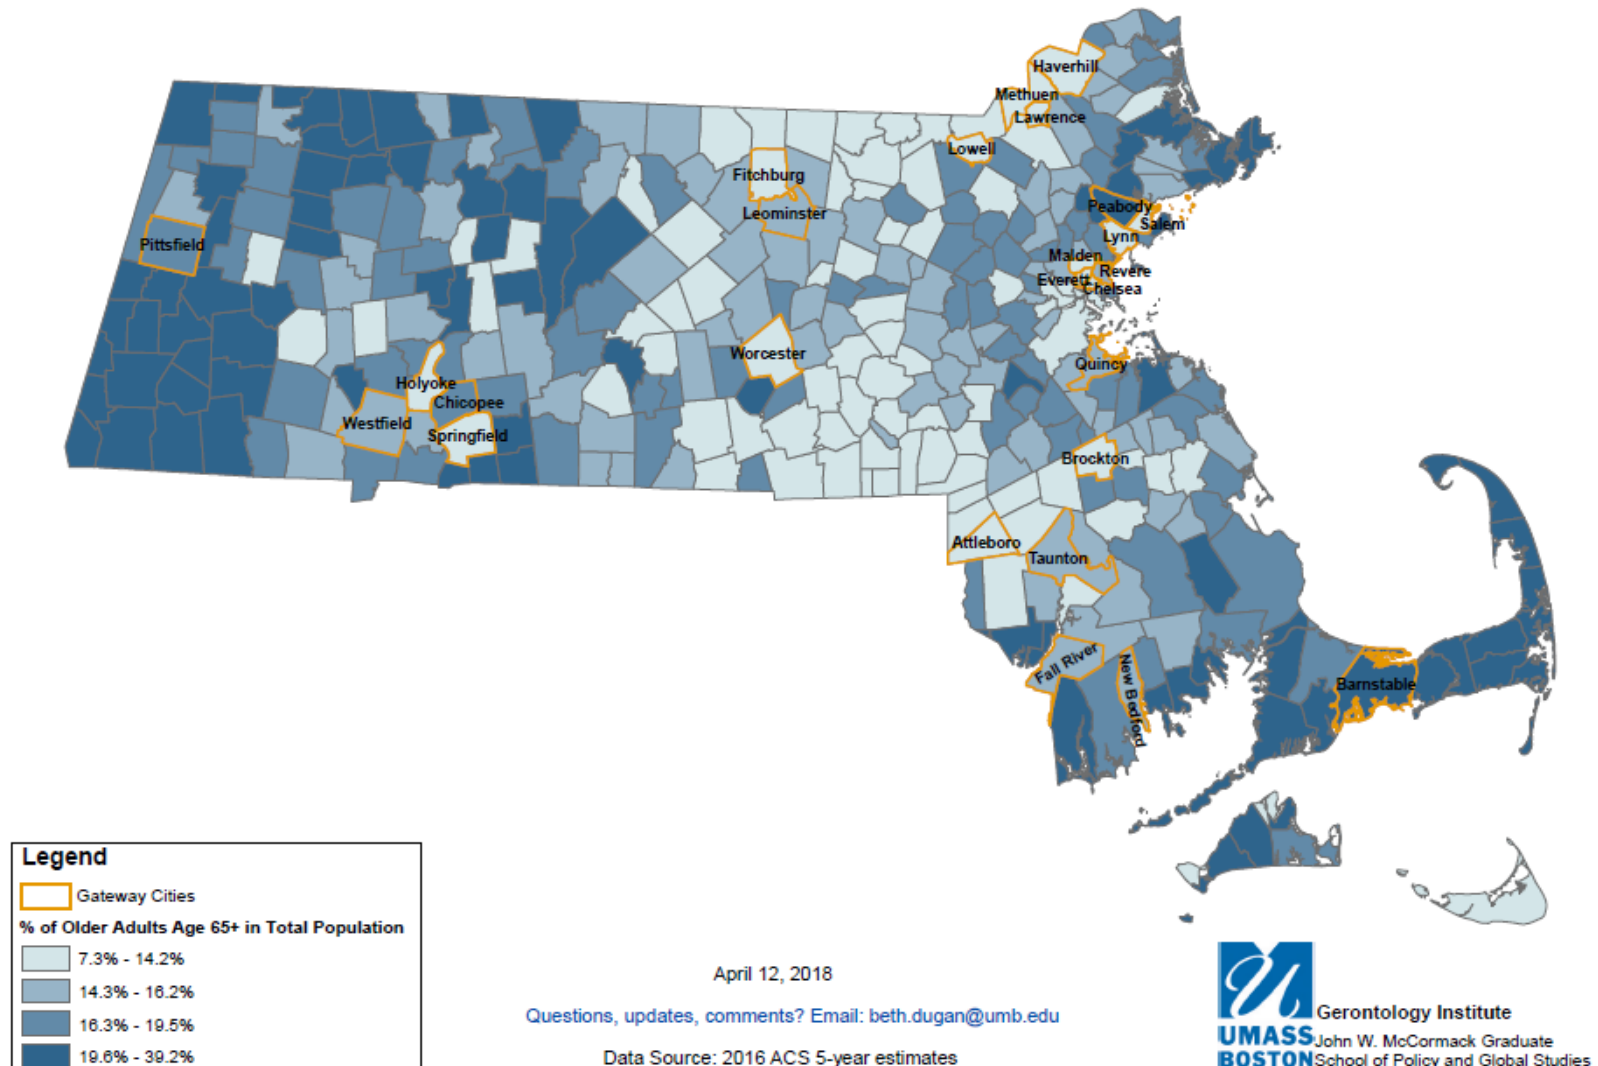 Haverhill
Methuen
Lawrence
Lowell
Fitchburg
Leominster
Peabody
Salem
Lynn
Pittsfield
Malden
Revere
Everett
Chelsea
Worcester
Quincy
Holyoke
Chicopee
Westfield
Springfield
Brockton
Attleboro
Taunton
Fall River
New Bedford
Barnstable
Legend
Gateway Cities
% of Older Adults Age 65+ in Total Population
7.3% - 14.2%
14.3% - 16.2%
16.3% - 19.5%
19.6% - 39.2%
April 12, 2018
Questions, updates, comments? Email: beth.dugan@umb.edu
Data Source: 2016 ACS 5-year estimates
UMASS
BOSTON
Gerontology Institute
John W. McCormack Graduate
School of Policy and Global Studies